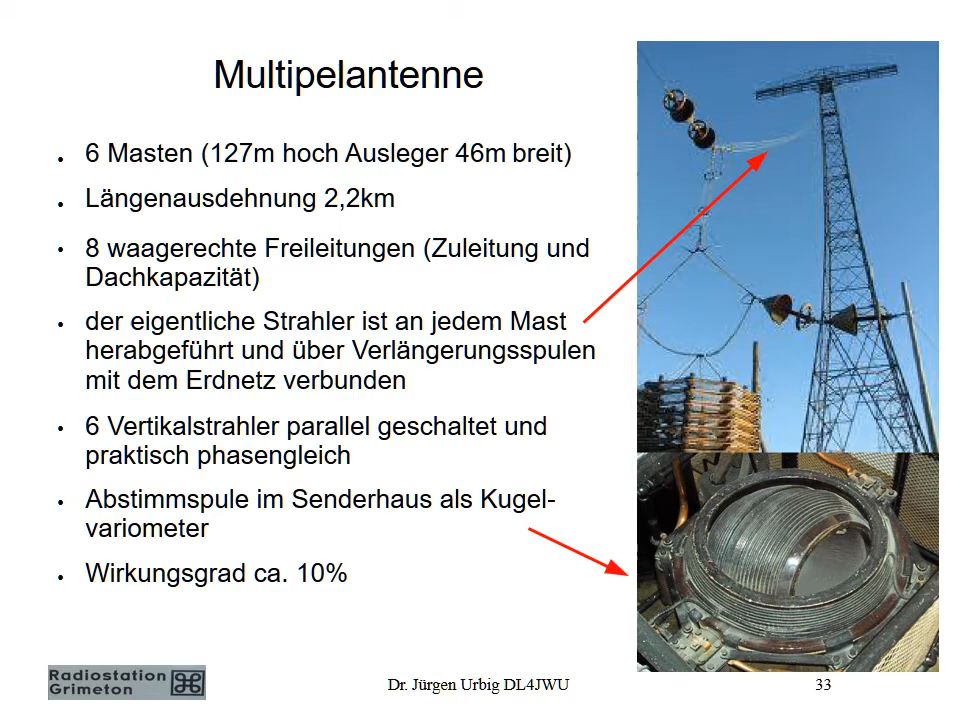 Multipelantenne
6 Masten (127m hoch Ausleger 46m breit)
Längenausdehnung 2,2km
8 waagerechte Freileitungen (Zuleitung und
Dachkapazität)
der eigentliche Strahler ist an jedem Mast
herabgeführt und über Verlängerungsspulen
mit dem Erdnetz verbunden
6 Vertikalstrahler parallel geschaltet und
praktisch phasengleich
Abstimmspule im Senderhaus als Kugel-
variometer
Wirkungsgrad ca. 10%
Radiostation
Grimeton
Dr. Jürgen Urbig DL4JWU
33